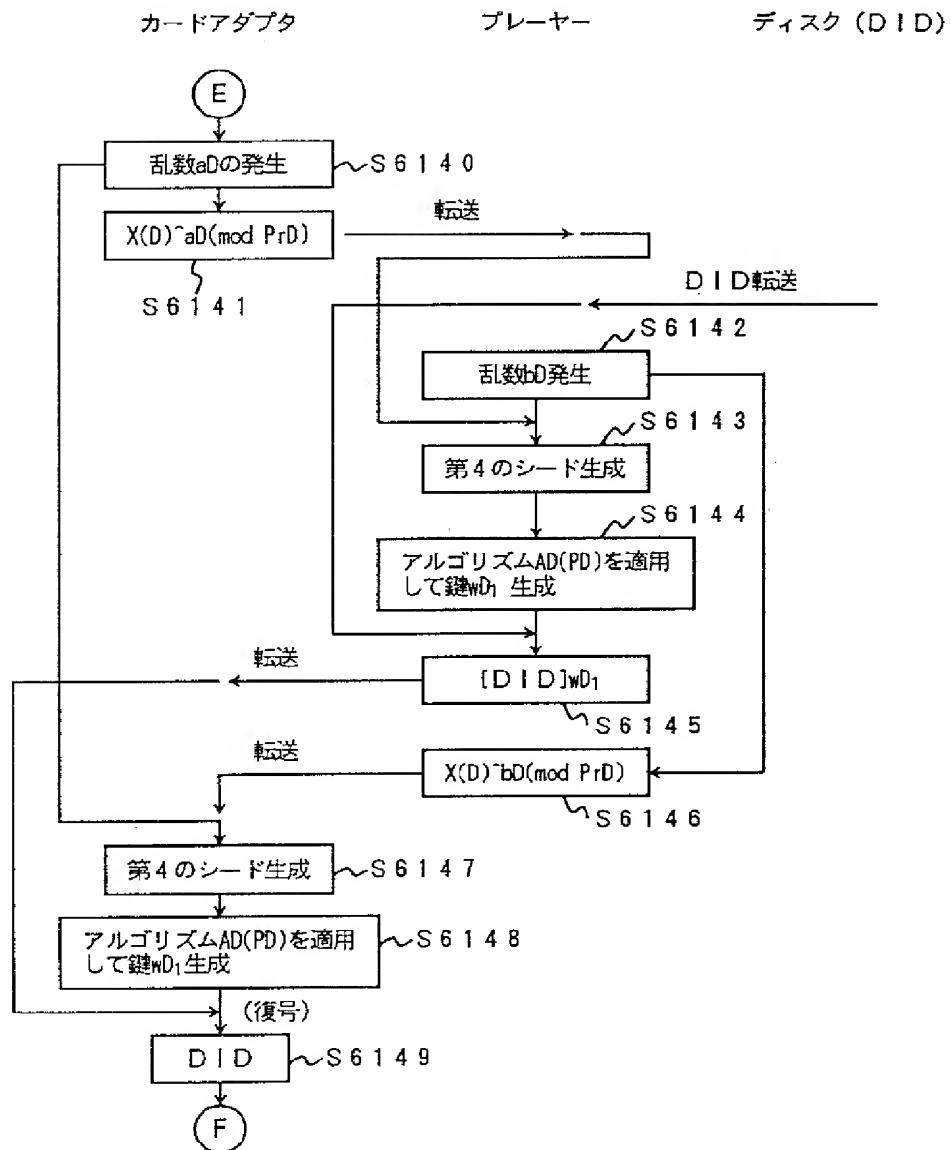 カードアダプタ
プレーヤー
ディスク（DID）
E
乱数aDの発生
S6140
X(D)^aD(mod PrD)
転送
S6141
DID転送
S6142
乱数bD発生
S6143
第4のシード生成
S6144
アルゴリズムAD(PD)を適用
して鍵wD₁ 生成
転送
[DID]wD₁
S6145
転送
X(D)^bD(mod PrD)
S6146
第4のシード生成
S6147
アルゴリズムAD(PD)を適用
して鍵wD₁生成
S6148
(復号)
DID
S6149
F